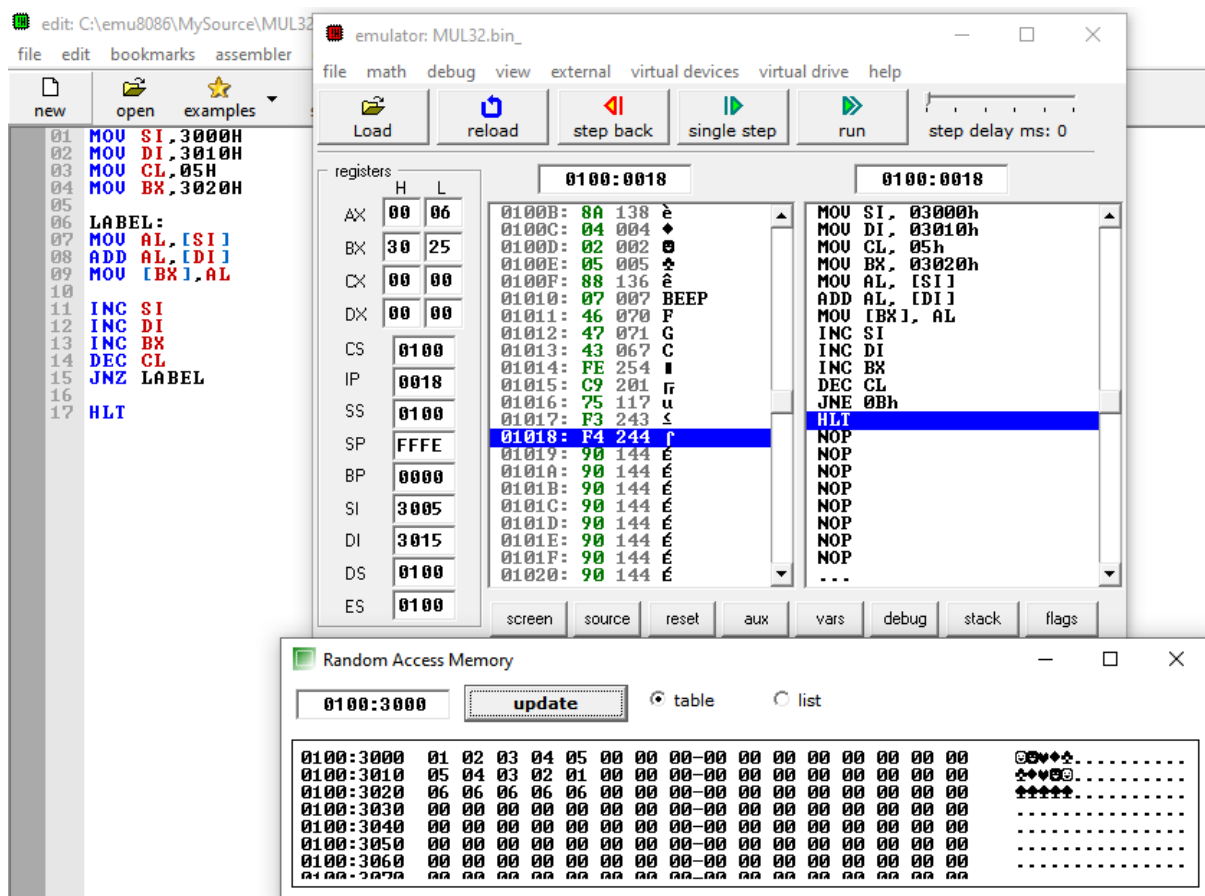 edit: C:\emu8086\MySource\MUL32
file edit bookmarks assembler
new open examples
01 MOV SI,3000H
02 MOV DI,3010H
03 MOV CL,05H
04 MOV BX,3020H
05
06 LABEL:
07 MOV AL,[SI]
08 ADD AL,[DI]
09 MOV [BX],AL
10
11 INC SI
12 INC DI
13 INC BX
14 DEC CL
15 JNZ LABEL
16
17 HLT
emulator: MUL32.bin_
file math debug view external virtual devices virtual drive help
Load reload step back single step run step delay ms: 0
registers
H L
AX 00 06
BX 30 25
CX 00 00
DX 00 00
CS 0100
IP 0018
SS 0100
SP FFFE
BP 0000
SI 3005
DI 3015
DS 0100
ES 0100
0100:0018
0100B: 8A 138 è
0100C: 04 004 ♦
0100D: 02 002 ☻
0100E: 05 005 ♣
0100F: 88 136 ê
01010: 07 007 BEEP
01011: 46 070 F
01012: 47 071 G
01013: 43 067 C
01014: FE 254 ■
01015: C9 201 ╔
01016: 75 117 u
01017: F3 243 ≤
01018: F4 244 ⌠
01019: 90 144 É
0101A: 90 144 É
0101B: 90 144 É
0101C: 90 144 É
0101D: 90 144 É
0101E: 90 144 É
0101F: 90 144 É
01020: 90 144 É
0100:0018
MOV SI, 03000h
MOV DI, 03010h
MOV CL, 05h
MOV BX, 03020h
MOV AL, [SI]
ADD AL, [DI]
MOV [BX], AL
INC SI
INC DI
INC BX
DEC CL
JNE 0Bh
HLT
NOP
NOP
NOP
NOP
NOP
NOP
NOP
NOP
...
screen source reset aux vars debug stack flags
Random Access Memory
0100:3000 update table list
0100:3000 01 02 03 04 05 00 00 00-00 00 00 00 00 00 00 00 ☺☻♥♦♣...........
0100:3010 05 04 03 02 01 00 00 00-00 00 00 00 00 00 00 00 ♣♦♥☻☺...........
0100:3020 06 06 06 06 06 00 00 00-00 00 00 00 00 00 00 00 ♠♠♠♠♠...........
0100:3030 00 00 00 00 00 00 00 00-00 00 00 00 00 00 00 00 ................
0100:3040 00 00 00 00 00 00 00 00-00 00 00 00 00 00 00 00 ................
0100:3050 00 00 00 00 00 00 00 00-00 00 00 00 00 00 00 00 ................
0100:3060 00 00 00 00 00 00 00 00-00 00 00 00 00 00 00 00 ................
0100:3070 00 00 00 00 00 00 00 00-00 00 00 00 00 00 00 00